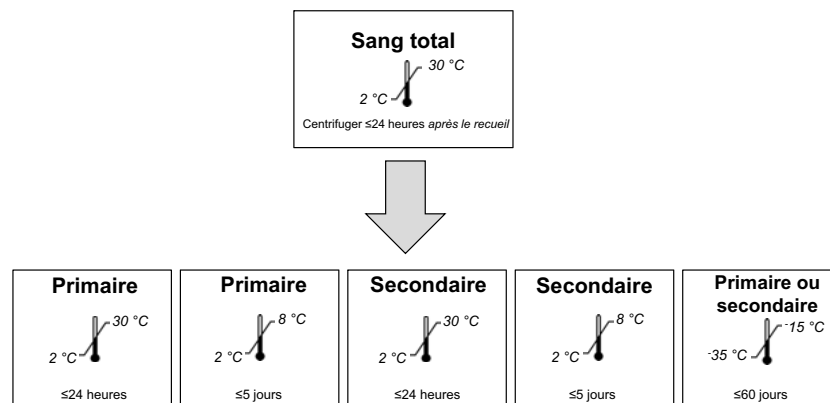 Sang total
30 °C
2 °C
Centrifuger ≤24 heures après le recueil
Primaire
30 °C
2 °C
≤24 heures
Primaire
8 °C
2 °C
≤5 jours
Secondaire
30 °C
2 °C
≤24 heures
Secondaire
8 °C
2 °C
≤5 jours
Primaire ou
secondaire
-15 °C
-35 °C
≤60 jours